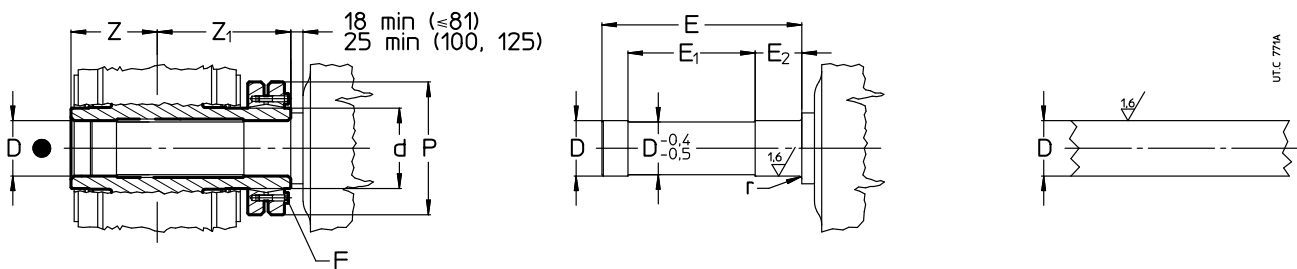 Z Z₁ 18 min (≤81)
25 min (100, 125)
D d P
F
E
E₁ E₂
D D -0,4
-0,5
1,6
r
1,6
D
UT.C 771A